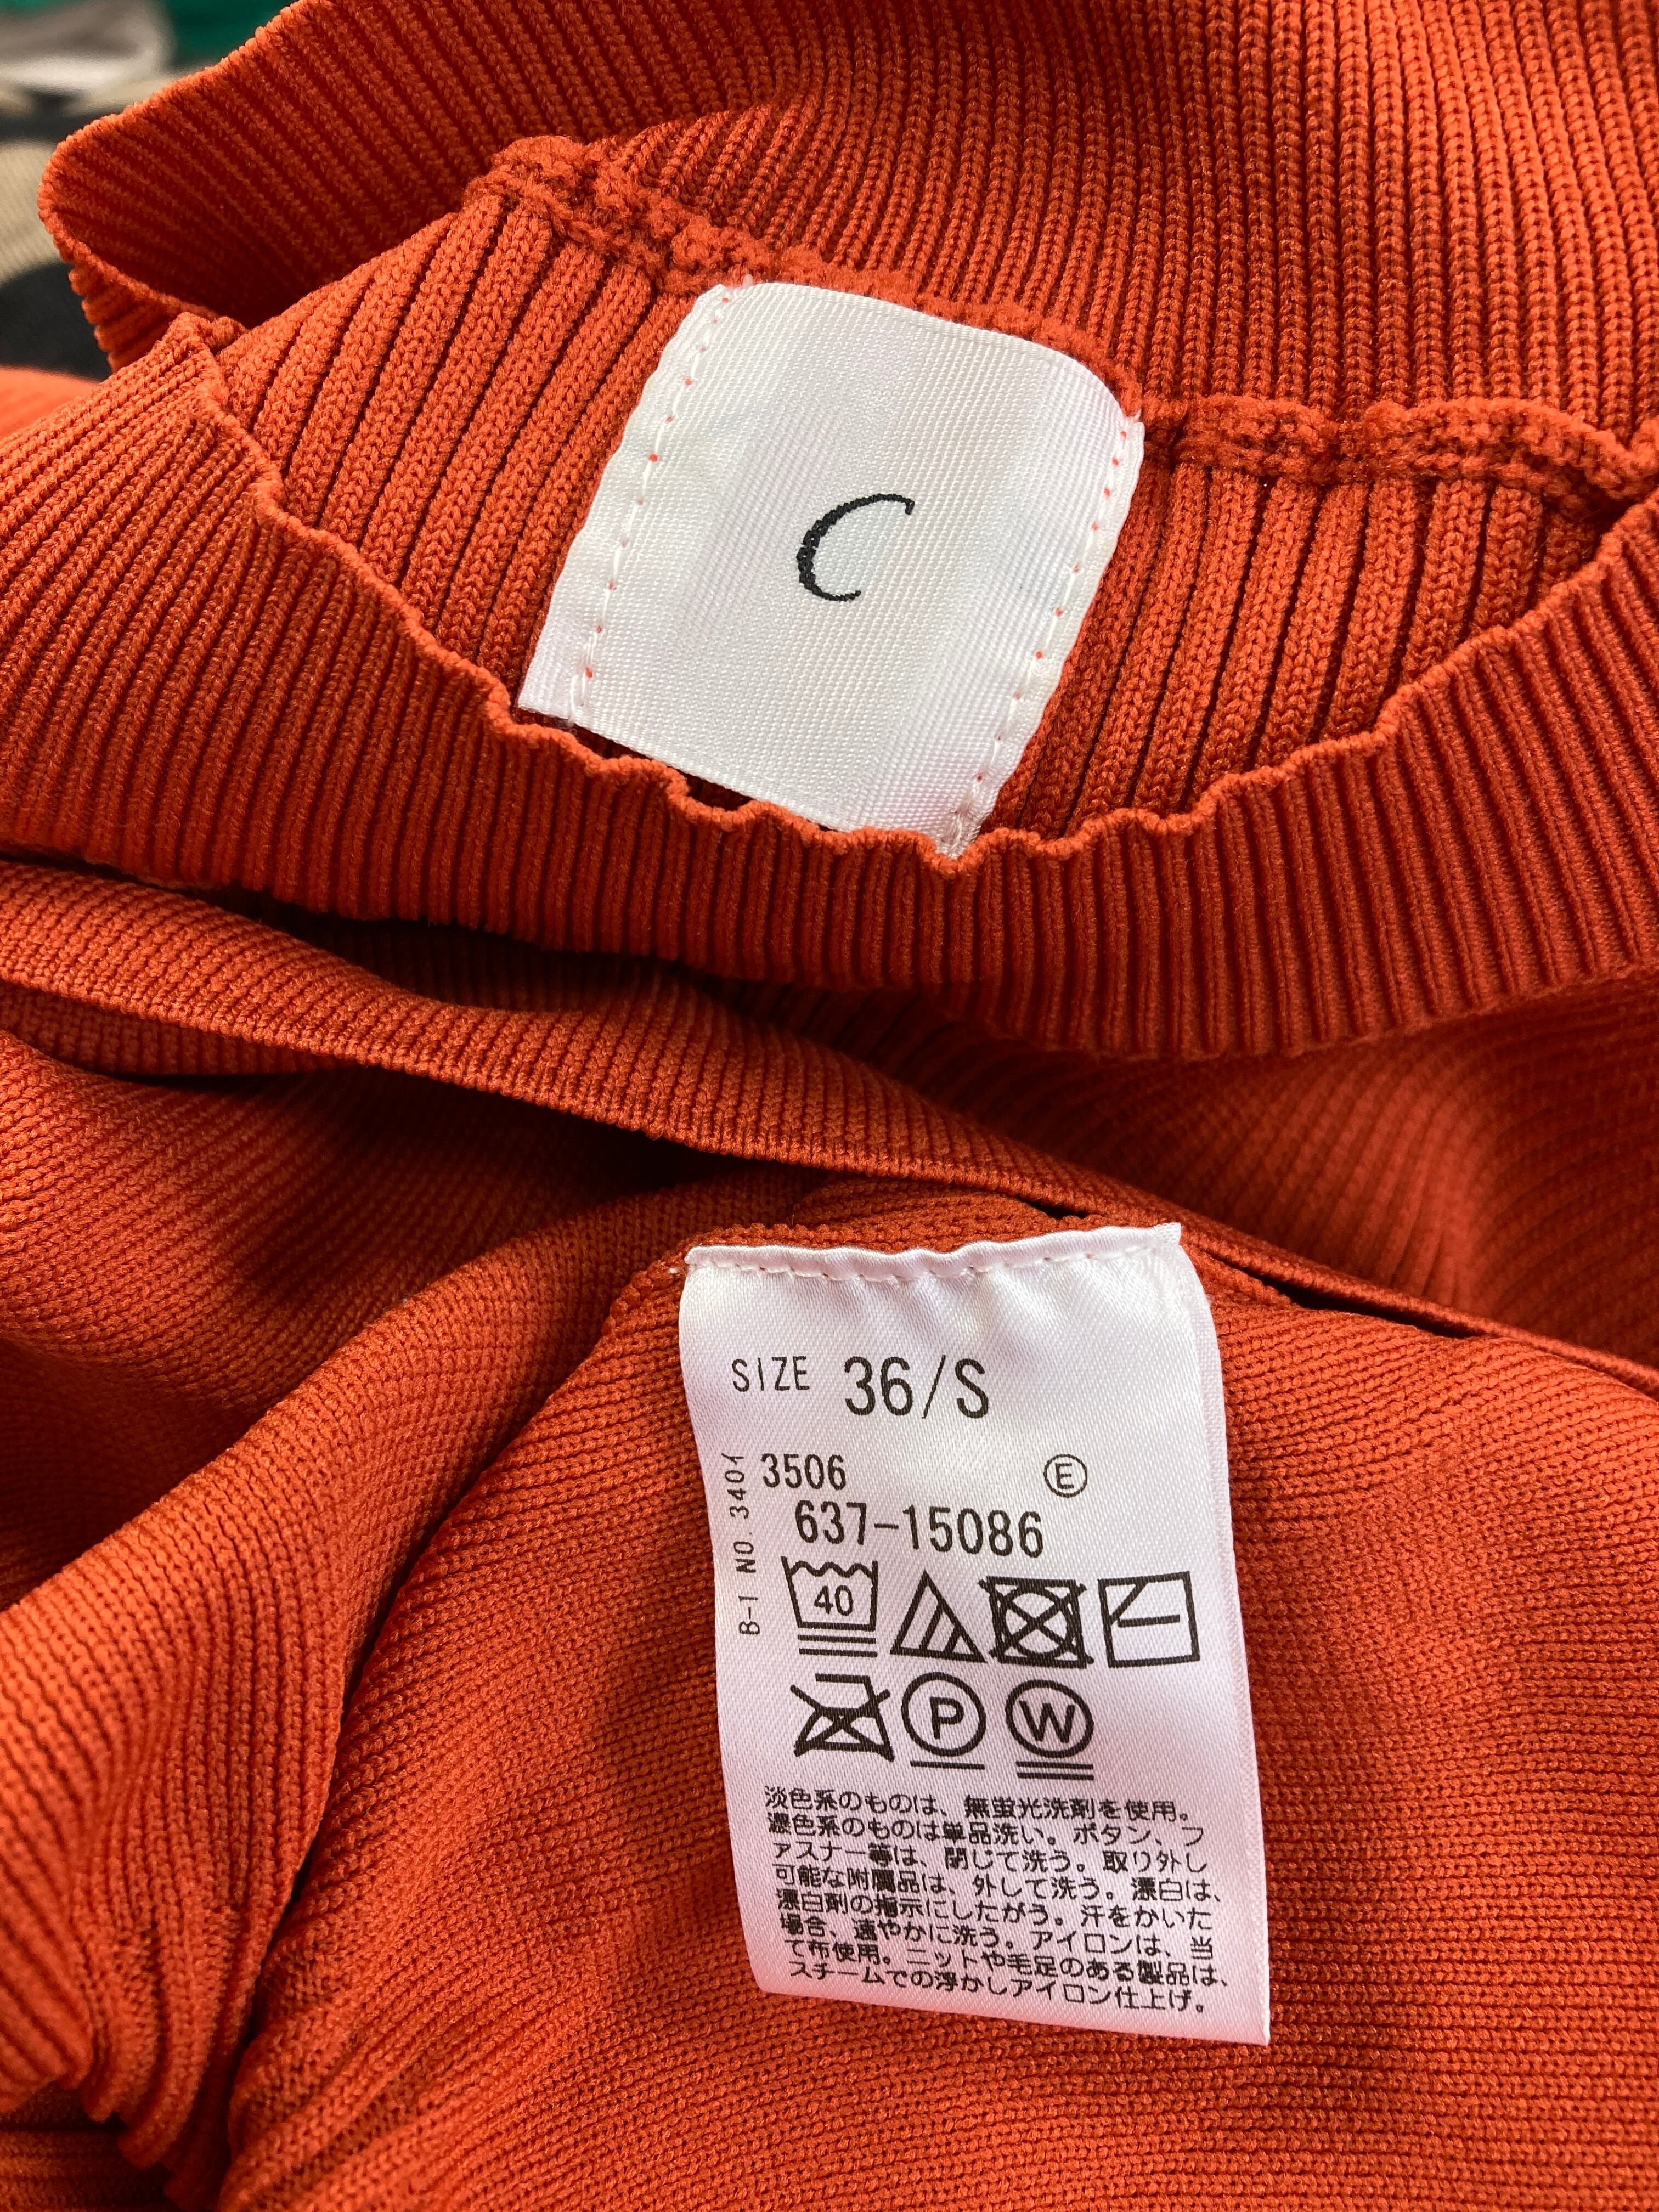 C
SIZE 36/S
3506 Ⓔ
637-15086
B-1 NO. 340イ
40
P W
淡色系のものは、無蛍光洗剤を使用。
濃色系のものは単品洗い。ボタン、フ
ァスナー等は、閉じて洗う。取り外し
可能な附属品は、外して洗う。漂白は、
漂白剤の指示にしたがう。汗をかいた
場合、速やかに洗う。アイロンは、当
て布使用。ニットや毛足のある製品は、
スチームでの浮かしアイロン仕上げ。